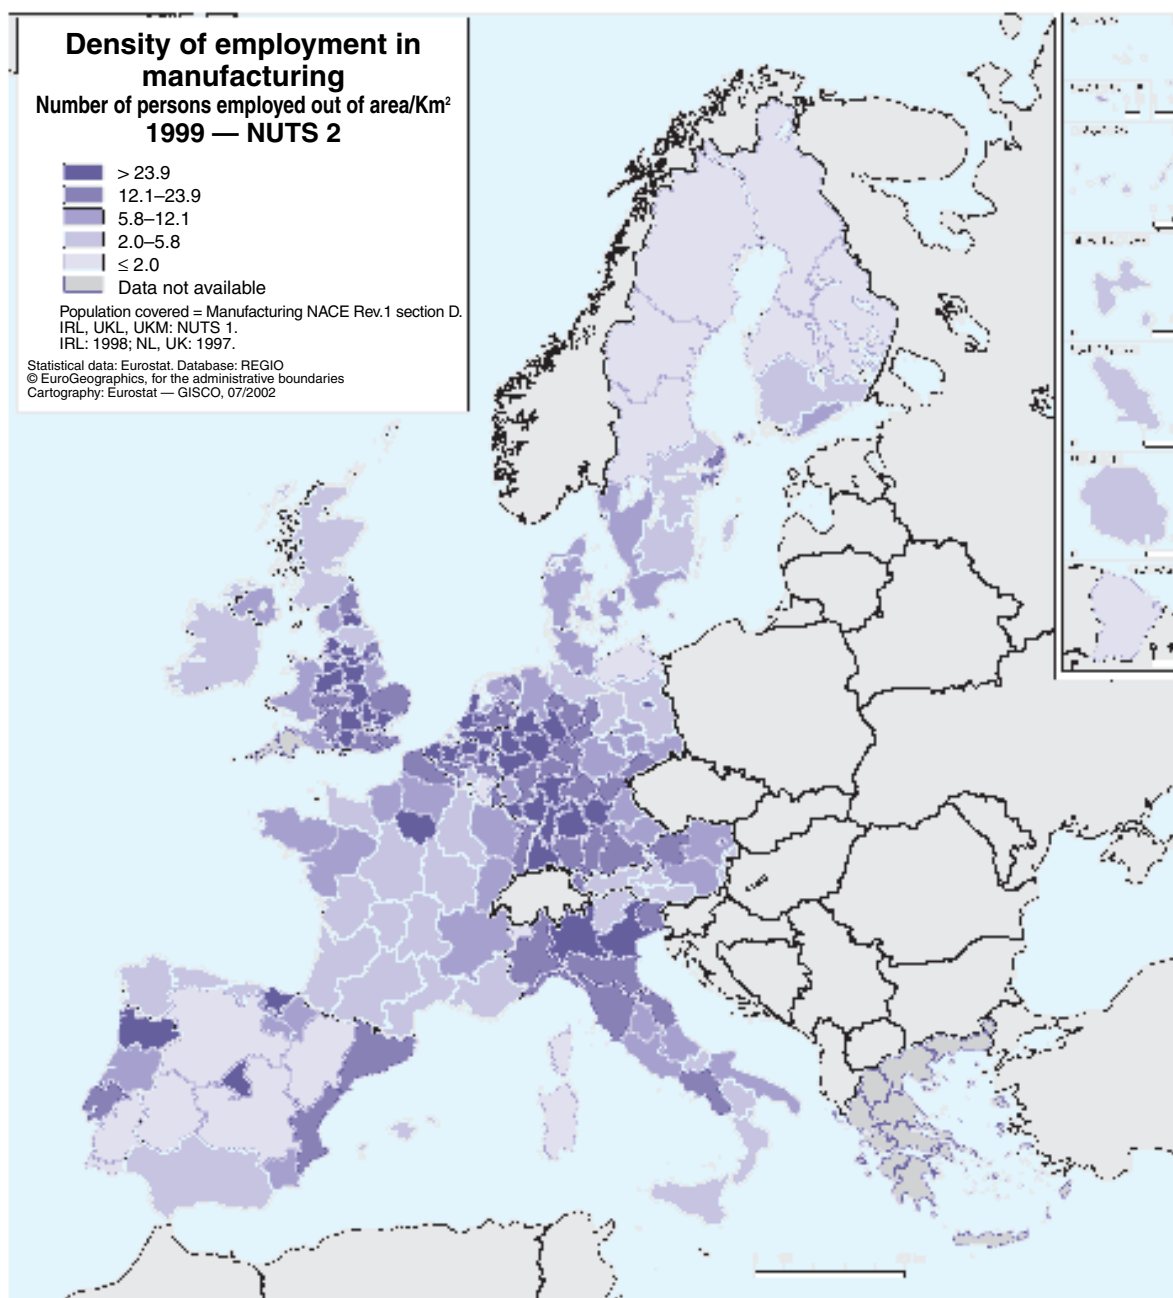 Density of employment in
manufacturing
Number of persons employed out of area/Km²
1999 — NUTS 2
> 23.9
12.1–23.9
5.8–12.1
2.0–5.8
≤ 2.0
Data not available
Population covered = Manufacturing NACE Rev.1 section D.
IRL, UKL, UKM: NUTS 1.
IRL: 1998; NL, UK: 1997.
Statistical data: Eurostat. Database: REGIO
© EuroGeographics, for the administrative boundaries
Cartography: Eurostat — GISCO, 07/2002